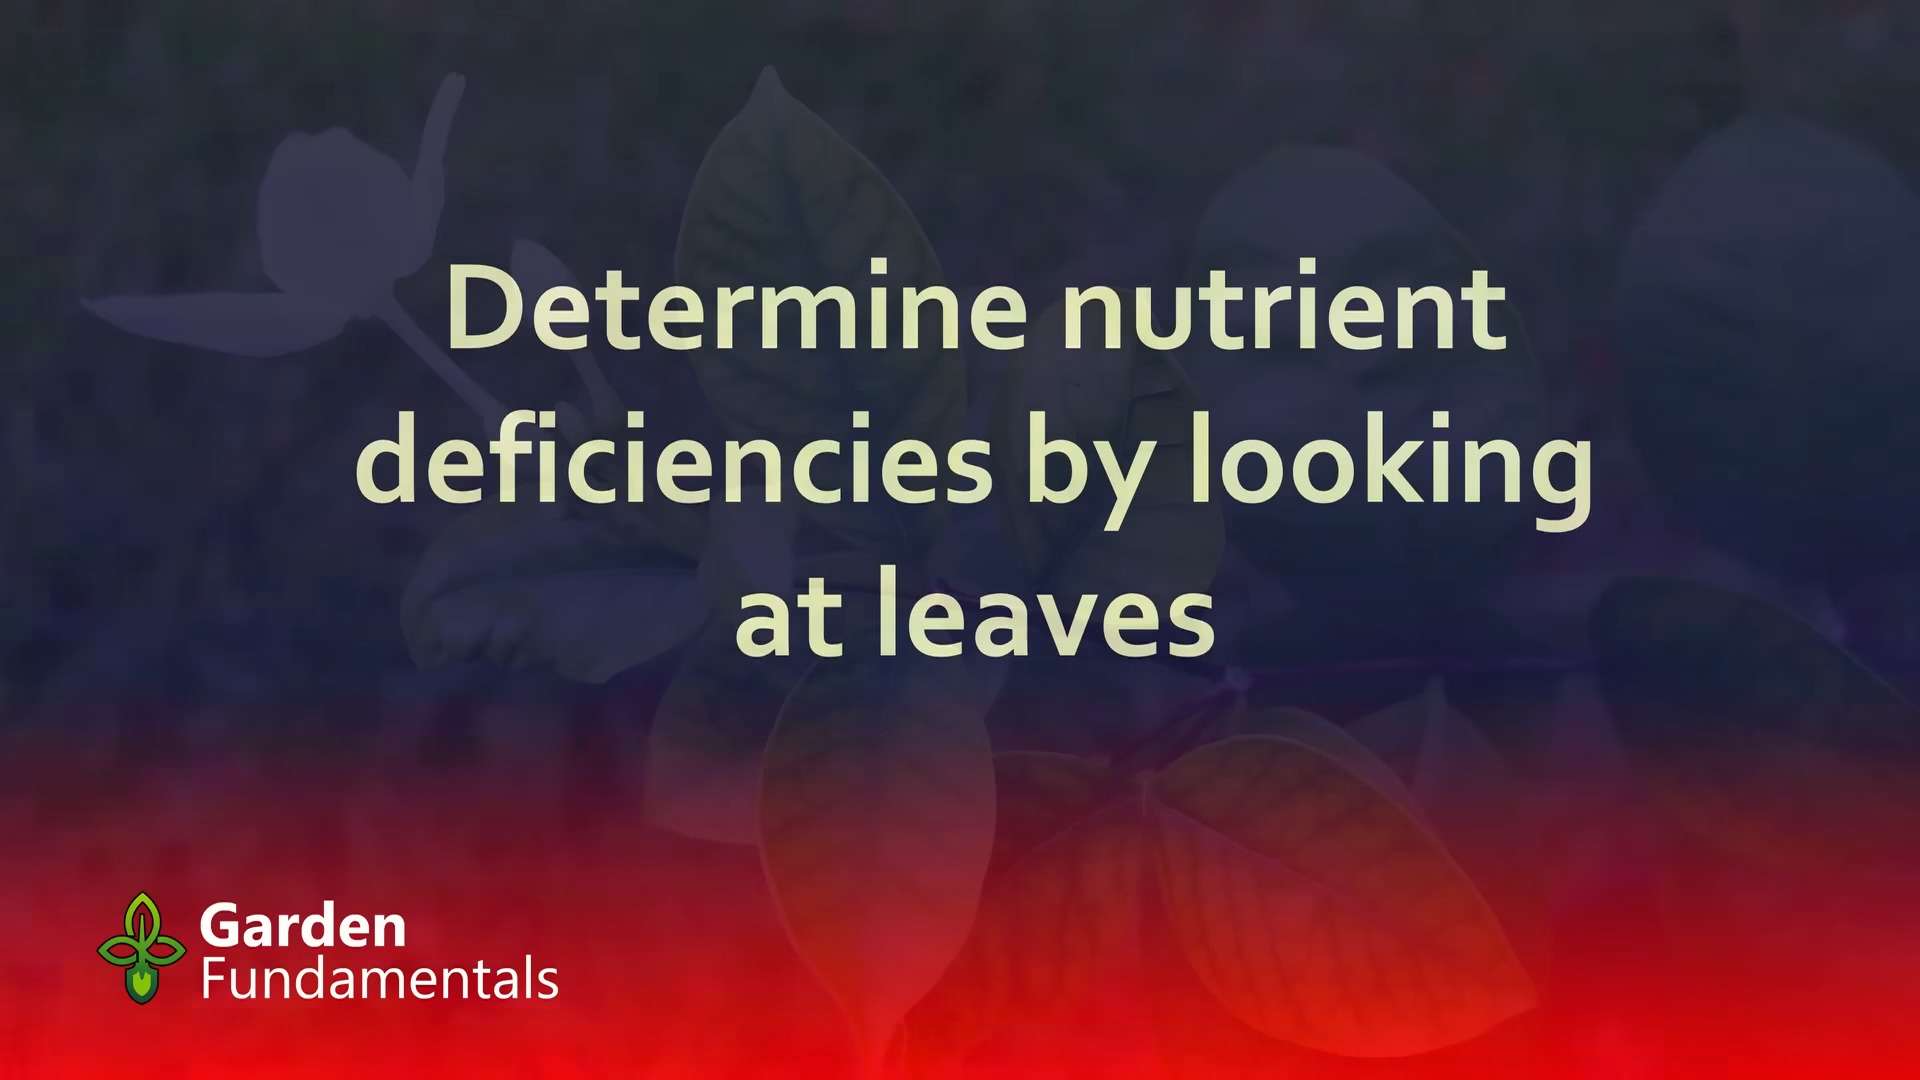 Determine nutrient
deficiencies by looking
at leaves
Garden
Fundamentals